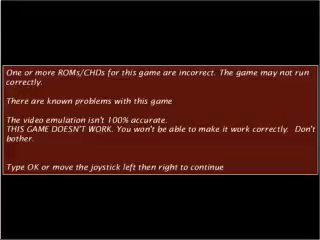 One or more ROMs/CHDs for this game are incorrect. The game may not run
correctly.
There are known problems with this game
The video emulation isn't 100% accurate.
THIS GAME DOESN'T WORK. You won't be able to make it work correctly. Don't
bother.
Type OK or move the joystick left then right to continue